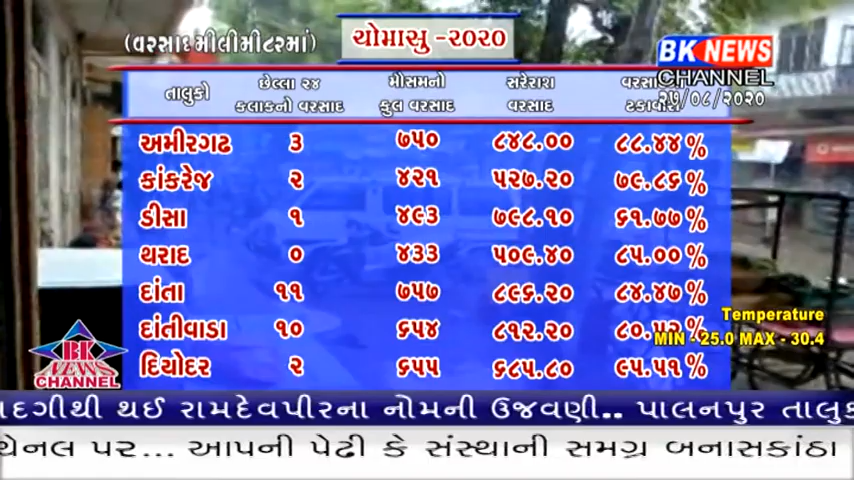 (વરસાદ મીલીમીટરમાં)
ચોમાસુ -૨૦૨૦
BK NEWS
CHANNEL
૨૭/૦૮/૨૦૨૦
તાલુકો છેલ્લા ૨૪ કલાકનો વરસાદ મોસમનો કુલ વરસાદ સરેરાશ વરસાદ
અમીરગઢ ૩ ૭૫૦ ૮૪૮.૦૦ ૮૮.૪૪ %
કાંકરેજ ૨ ૪૨૧ ૫૨૭.૨૦ ૭૯.૮૬ %
ડીસા ૧ ૪૯૩ ૭૯૮.૧૦ ૬૧.૭૭ %
થરાદ ૦ ૪૩૩ ૫૦૯.૪૦ ૮૫.૦૦ %
દાંતા ૧૧ ૭૫૭ ૮૯૬.૨૦ ૮૪.૪૭ %
દાંતીવાડા ૧૦ ૬૫૪ ૮૧૨.૨૦ ૮૦.૫૨ %
દિયોદર ૨ ૬૫૫ ૬૮૫.૮૦ ૯૫.૫૧ %
Temperature
MIN - 25.0 MAX - 30.4
BK
NEWS
CHANNEL
ાદગીથી થઈ રામદેવપીરના નોમની ઉજવણી.. પાલનપુર તાલુક
થેનલ પર... આપની પેઢી કે સંસ્થાની સમગ્ર બનાસકાંઠા